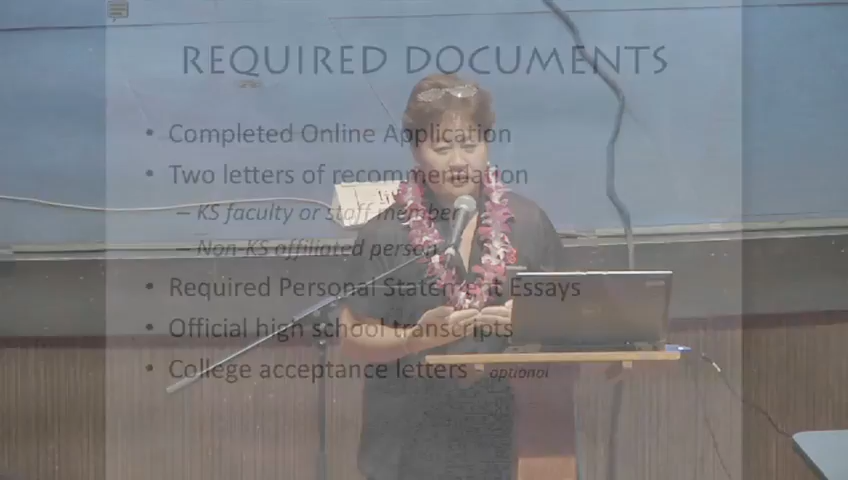 REQUIRED DOCUMENTS
• Completed Online Application
• Two letters of recommendation
– KS faculty or staff member
– Non-KS affiliated person
• Required Personal Statement Essays
• Official high school transcripts
• College acceptance letters optional